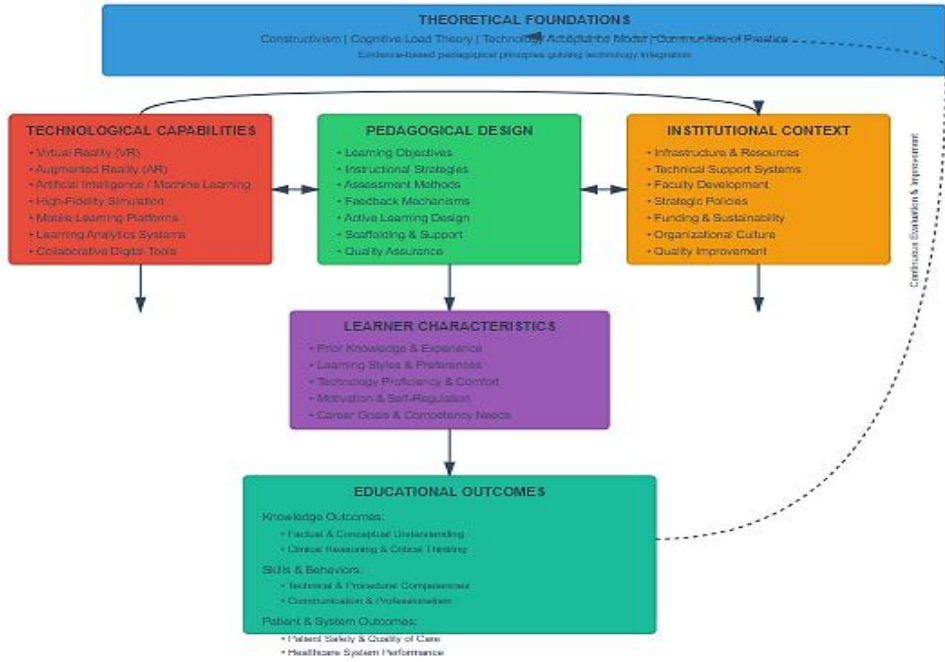 THEORETICAL FOUNDATIONS
Constructivism | Cognitive Load Theory | Technology Acceptance Model | Communities of Practice
Evidence-based pedagogical principles guiding technology integration
TECHNOLOGICAL CAPABILITIES
• Virtual Reality (VR)
• Augmented Reality (AR)
• Artificial Intelligence / Machine Learning
• High-Fidelity Simulation
• Mobile Learning Platforms
• Learning Analytics Systems
• Collaborative Digital Tools
PEDAGOGICAL DESIGN
• Learning Objectives
• Instructional Strategies
• Assessment Methods
• Feedback Mechanisms
• Active Learning Design
• Scaffolding & Support
• Quality Assurance
INSTITUTIONAL CONTEXT
• Infrastructure & Resources
• Technical Support Systems
• Faculty Development
• Strategic Policies
• Funding & Sustainability
• Organizational Culture
• Quality Improvement
Continuous Evaluation & Improvement
LEARNER CHARACTERISTICS
• Prior Knowledge & Experience
• Learning Styles & Preferences
• Technology Proficiency & Comfort
• Motivation & Self-Regulation
• Career Goals & Competency Needs
EDUCATIONAL OUTCOMES
Knowledge Outcomes:
• Factual & Conceptual Understanding
• Clinical Reasoning & Critical Thinking
Skills & Behaviors:
• Technical & Procedural Competencies
• Communication & Professionalism
Patient & System Outcomes:
• Patient Safety & Quality of Care
• Healthcare System Performance